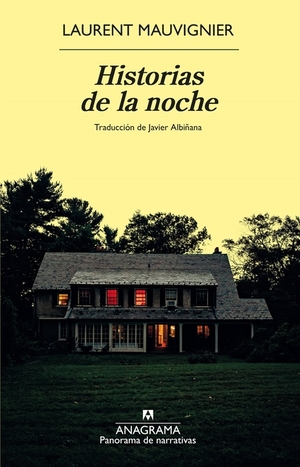 LAURENT MAUVIGNIER
Historias
de la noche
Traducción de Javier Albiñana
ANAGRAMA
Panorama de narrativas